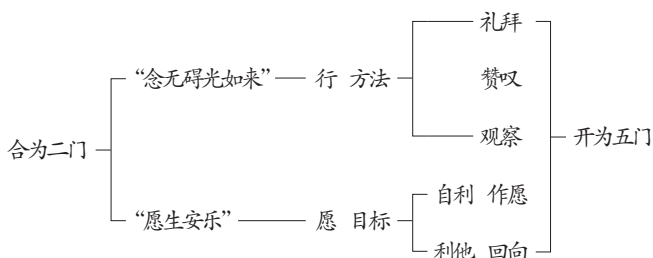 礼拜
“念无碍光如来” 行 方法 赞叹
观察
合为二门 开为五门
自利 作愿
“愿生安乐” 愿 目标
利他 回向